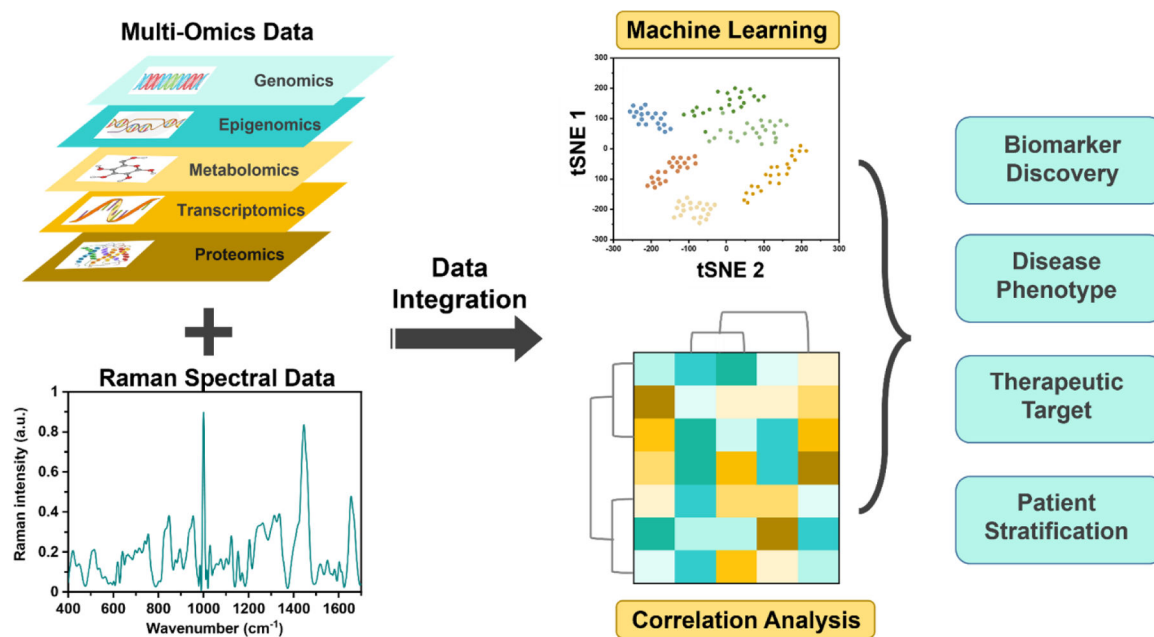 Multi-Omics Data
Genomics
Epigenomics
Metabolomics
Transcriptomics
Proteomics
Raman Spectral Data
Raman intensity (a.u.)
1
0.8
0.6
0.4
0.2
0
400
600
800
1000
1200
1400
1600
Wavenumber (cm⁻¹)
Data
Integration
Machine Learning
tSNE 1
300
200
100
0
-100
-200
-300
-300
-200
-100
0
100
200
300
tSNE 2
Correlation Analysis
Biomarker
Discovery
Disease
Phenotype
Therapeutic
Target
Patient
Stratification